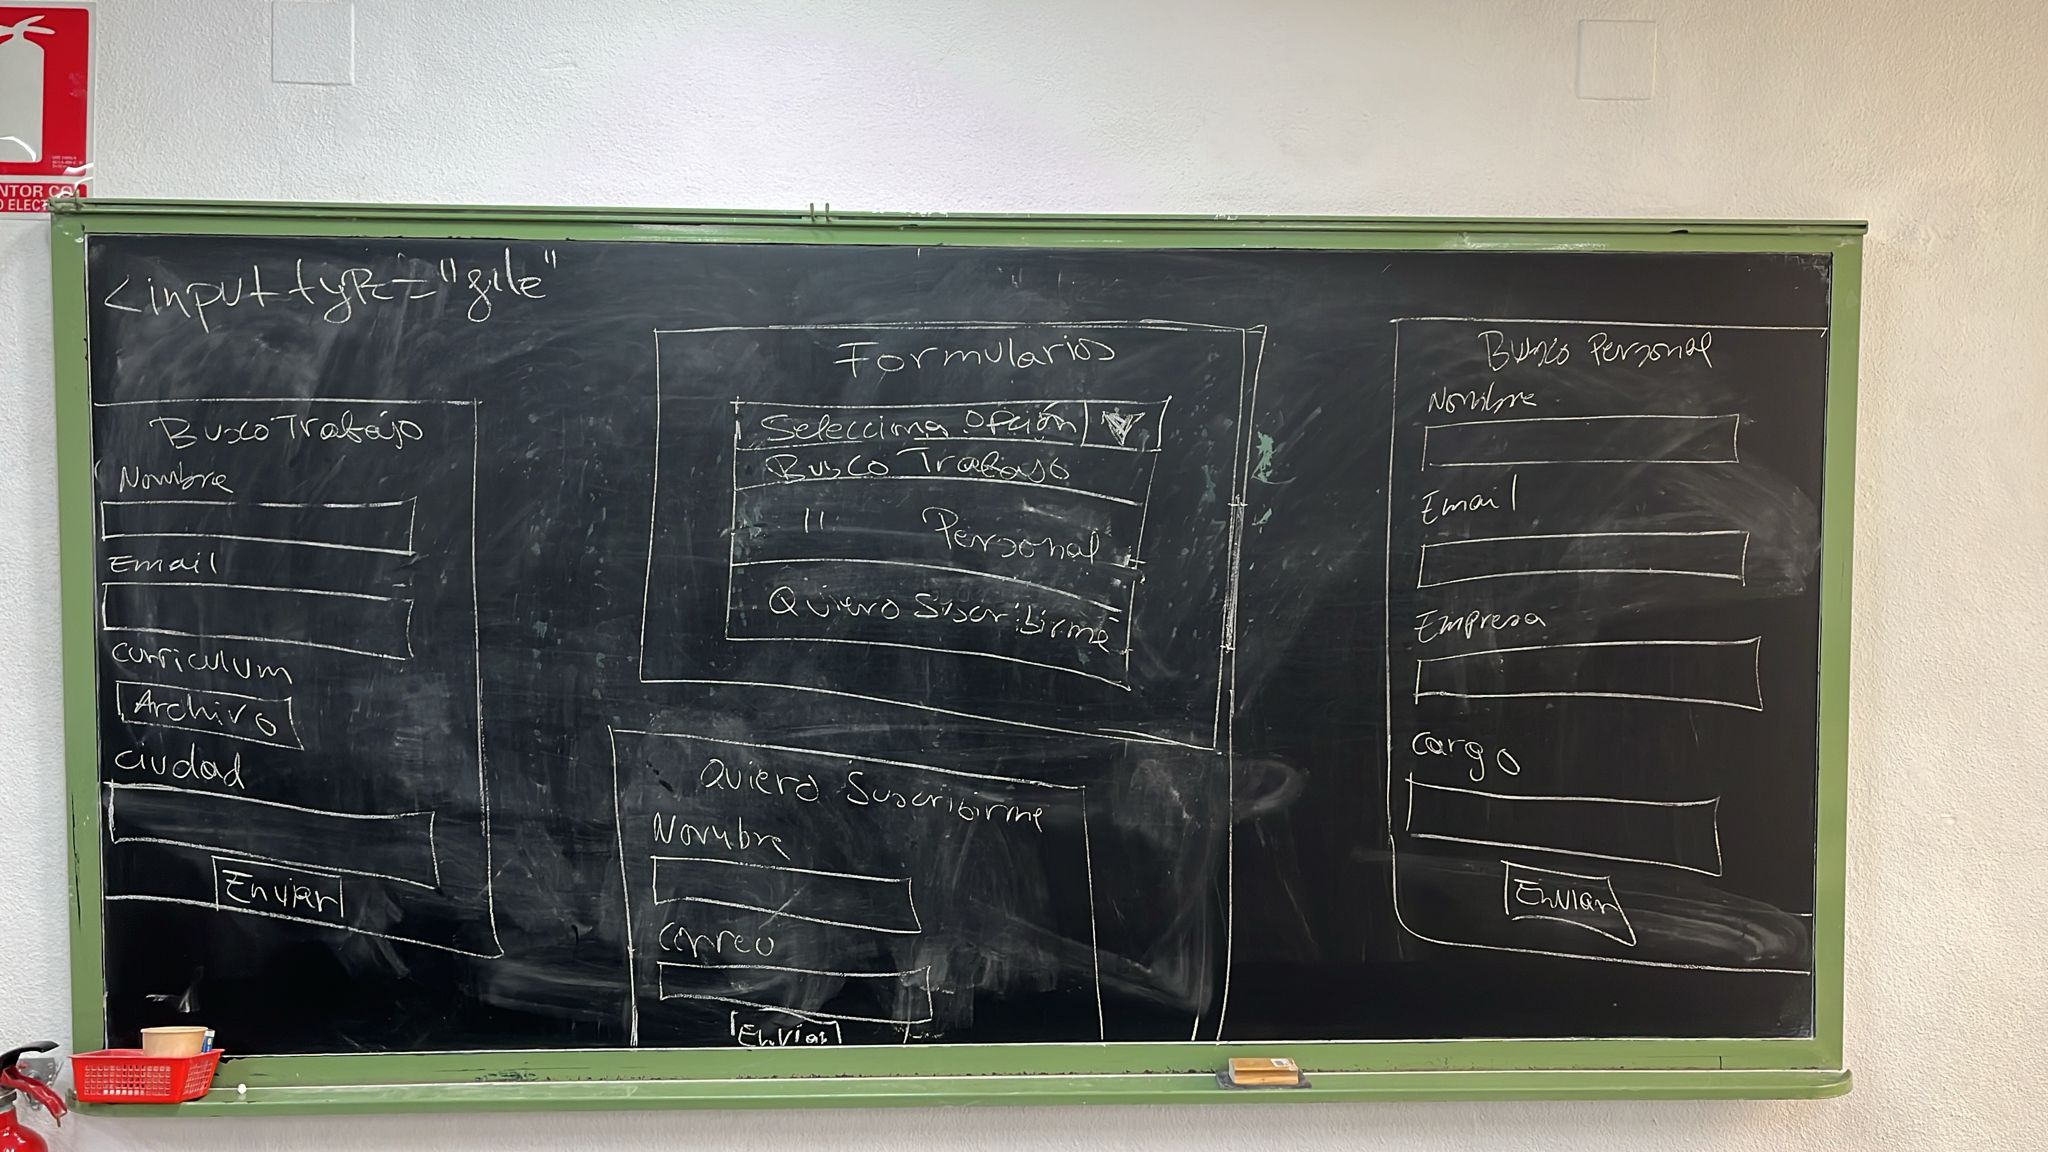 NTOR CO
O ELECT
<input type="file"
Busco Trabajo
Nombre
Email
curriculum
Archivo
ciudad
Enviar
Formularios
Selecciona Opción
Busco Trabajo
" Personal
Quiero Suscribirme
Quiero Suscribirme
Nombre
Correo
Enviar
Busco Personal
Nombre
Email
Empresa
cargo
Enviar